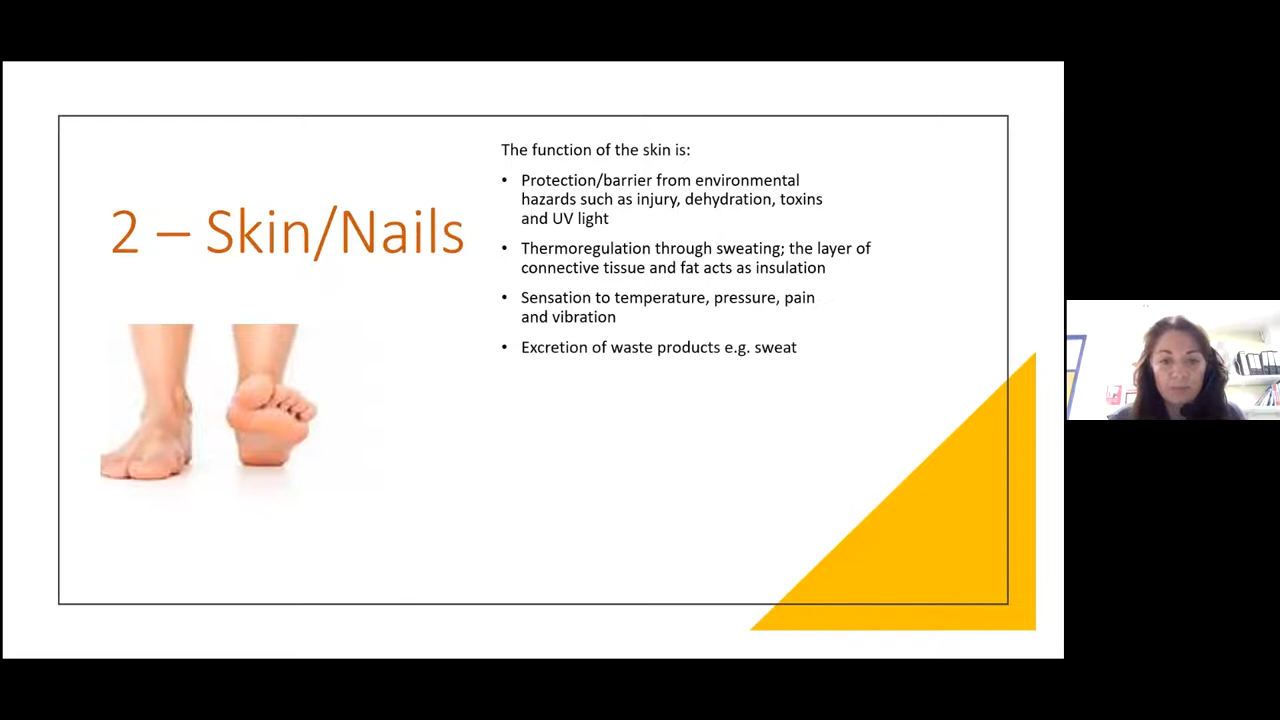 2 – Skin/Nails
The function of the skin is:
• Protection/barrier from environmental
hazards such as injury, dehydration, toxins
and UV light
• Thermoregulation through sweating; the layer of
connective tissue and fat acts as insulation
• Sensation to temperature, pressure, pain
and vibration
• Excretion of waste products e.g. sweat